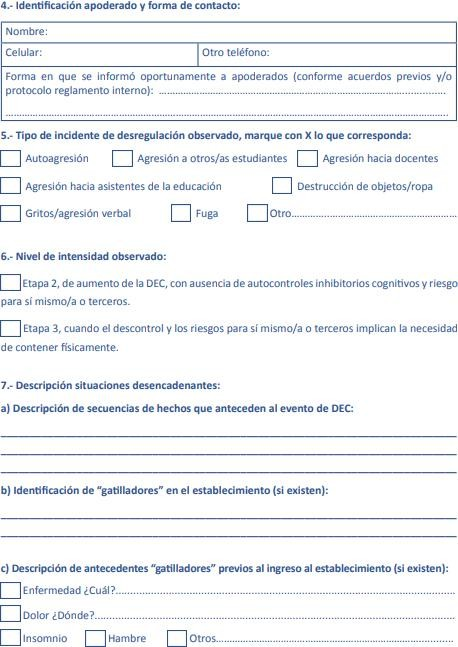 4.- Identificación apoderado y forma de contacto:
Nombre:
Celular: Otro teléfono:
Forma en que se informó oportunamente a apoderados (conforme acuerdos previos y/o
protocolo reglamento interno): ................................................................................
................................................................................................................................
5.- Tipo de incidente de desregulación observado, marque con X lo que corresponda:
Autoagresión Agresión a otros/as estudiantes Agresión hacia docentes
Agresión hacia asistentes de la educación Destrucción de objetos/ropa
Gritos/agresión verbal Fuga Otro................................................
6.- Nivel de intensidad observado:
Etapa 2, de aumento de la DEC, con ausencia de autocontroles inhibitorios cognitivos y riesgo
para sí mismo/a o terceros.
Etapa 3, cuando el descontrol y los riesgos para sí mismo/a o terceros implican la necesidad
de contener físicamente.
7.- Descripción situaciones desencadenantes:
a) Descripción de secuencias de hechos que anteceden al evento de DEC:
b) Identificación de “gatilladores” en el establecimiento (si existen):
c) Descripción de antecedentes “gatilladores” previos al ingreso al establecimiento (si existen):
Enfermedad ¿Cuál?................................................................................
Dolor ¿Dónde?................................................................................
Insomnio Hambre Otros................................................................